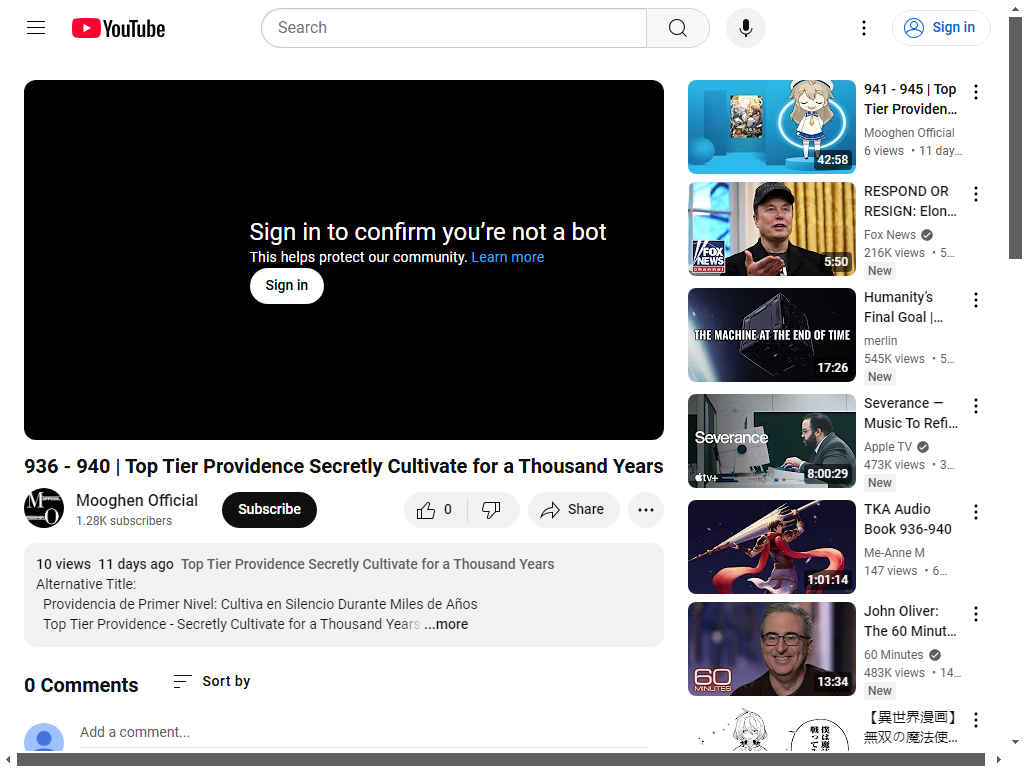 YouTube
Search
Sign in
Sign in to confirm you're not a bot
This helps protect our community. Learn more
Sign in
936 - 940 | Top Tier Providence Secretly Cultivate for a Thousand Years
Mooghen Official
1.28K subscribers
Subscribe
0
Share
10 views 11 days ago Top Tier Providence Secretly Cultivate for a Thousand Years
Alternative Title:
Providencia de Primer Nivel: Cultiva en Silencio Durante Miles de Años
Top Tier Providence - Secretly Cultivate for a Thousand Years ...more
0 Comments
Sort by
Add a comment...
42:58
941 - 945 | Top
Tier Providen...
Mooghen Official
6 views • 11 day...
FOX
NEWS
channel
5:50
RESPOND OR
RESIGN: Elon...
Fox News
216K views • 5...
New
THE MACHINE AT THE END OF TIME
17:26
Humanity's
Final Goal |...
merlin
545K views • 5...
New
Severance
tv+
8:00:29
Severance —
Music To Refi...
Apple TV
473K views • 3...
New
1:01:14
TKA Audio
Book 936-940
Me-Anne M
147 views • 6...
60
MINUTES
13:34
John Oliver:
The 60 Minut...
60 Minutes
483K views • 14...
New
【異世界漫画】
無双の魔法使...